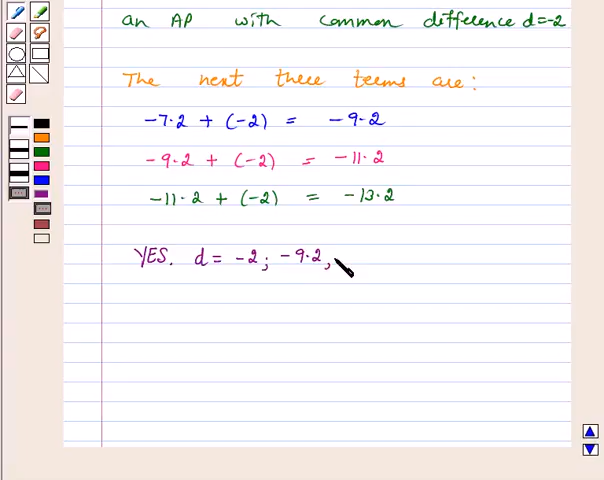 an AP with common difference d=-2
The next three terms are:
-7·2 + (-2) = -9·2
-9·2 + (-2) = -11·2
-11·2 + (-2) = -13·2
YES. d = -2; -9·2,